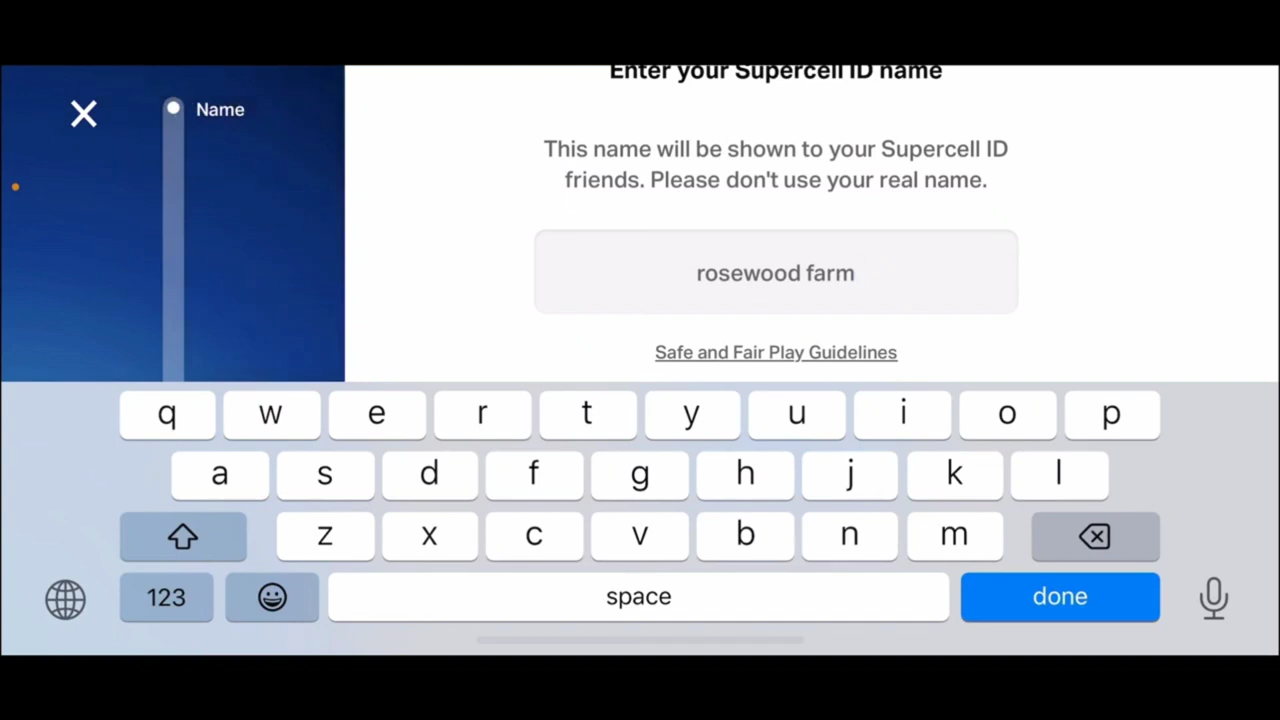 Enter your Supercell ID name
Name
This name will be shown to your Supercell ID
friends. Please don't use your real name.
rosewood farm
Safe and Fair Play Guidelines
q w e r t y u i o p
a s d f g h j k l
z x c v b n m
123 space done